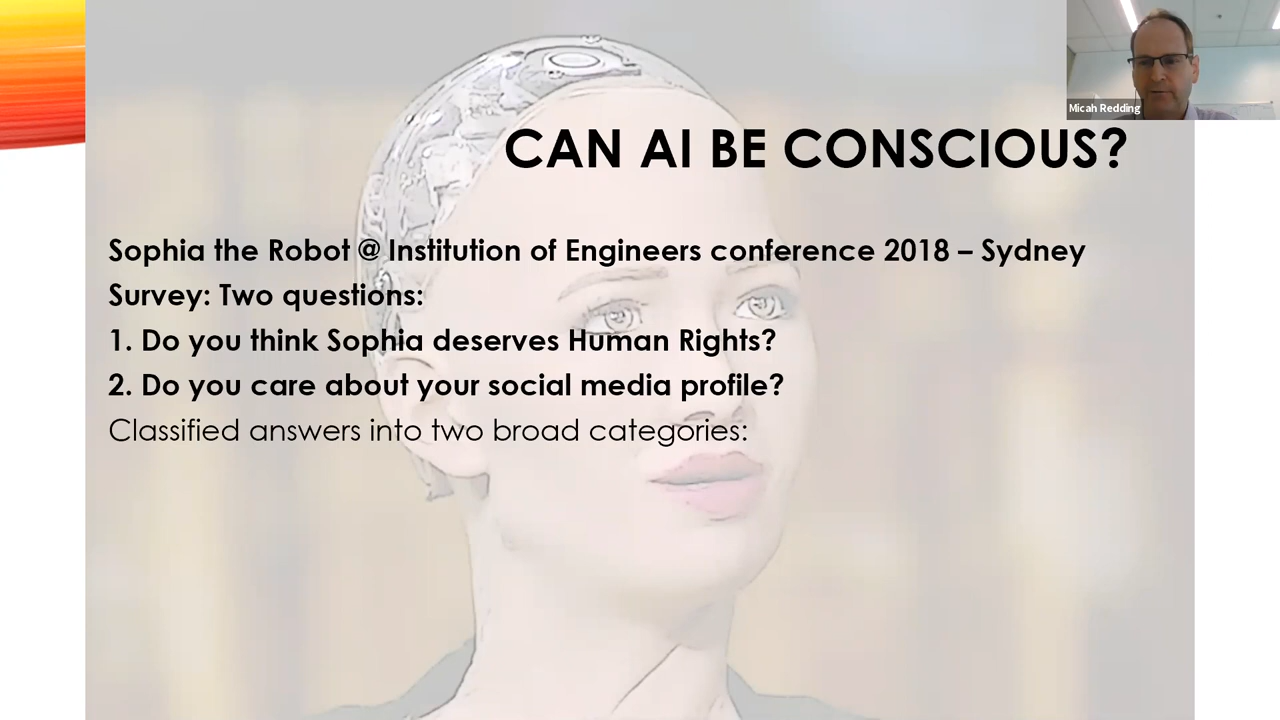 Micah Redding
CAN AI BE CONSCIOUS?
Sophia the Robot @ Institution of Engineers conference 2018 – Sydney
Survey: Two questions:
1. Do you think Sophia deserves Human Rights?
2. Do you care about your social media profile?
Classified answers into two broad categories: